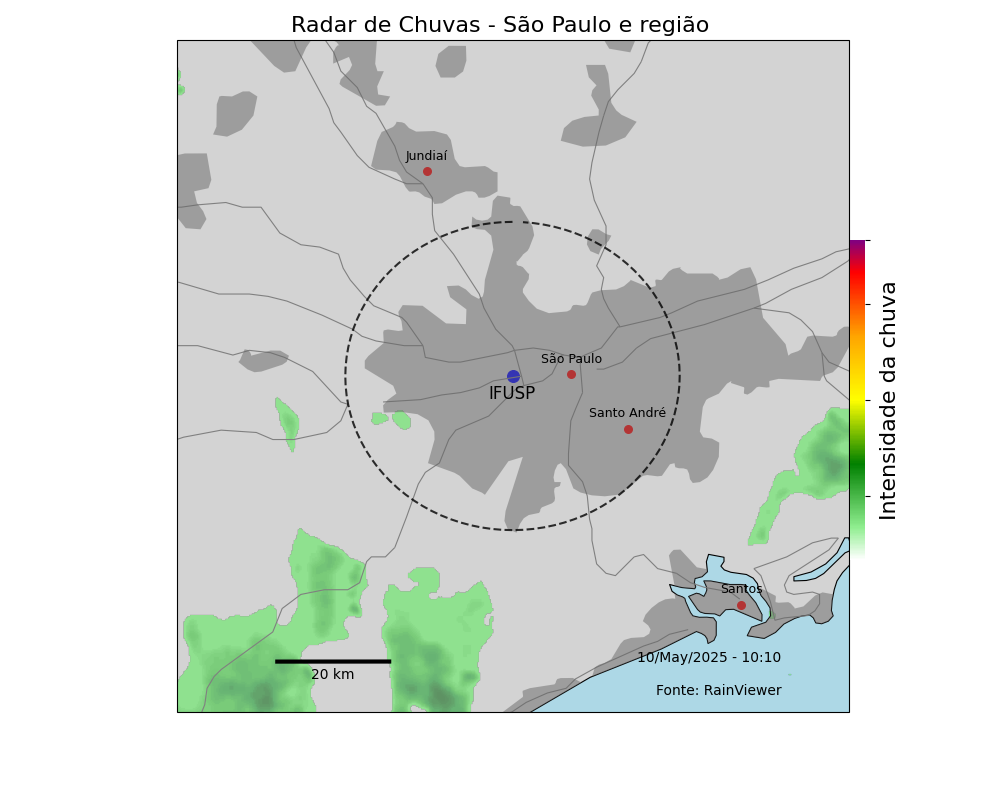 Radar de Chuvas - São Paulo e região
Jundiaí
São Paulo
IFUSP
Santo André
Intensidade da chuva
Santos
10/May/2025 - 10:10
20 km
Fonte: RainViewer